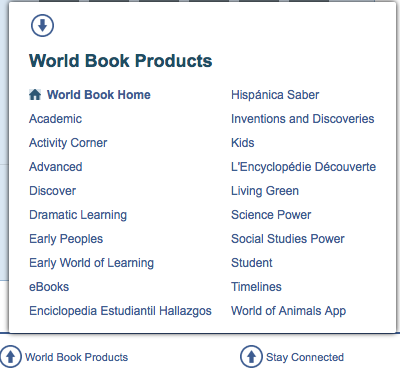 World Book Products
World Book Home
Academic
Activity Corner
Advanced
Discover
Dramatic Learning
Early Peoples
Early World of Learning
eBooks
Enciclopedia Estudiantil Hallazgos
Hispánica Saber
Inventions and Discoveries
Kids
L'Encyclopédie Découverte
Living Green
Science Power
Social Studies Power
Student
Timelines
World of Animals App
World Book Products
Stay Connected